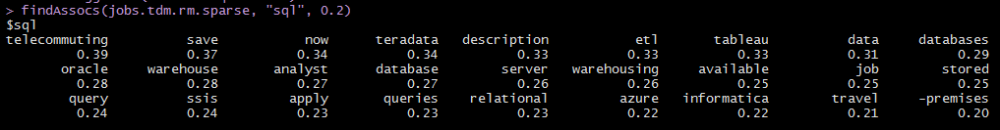 > findAssocs(jobs.tdm.rm.sparse, "sql", 0.2)
$sql
telecommuting save now teradata description etl tableau data databases
0.39 0.37 0.34 0.34 0.33 0.33 0.33 0.31 0.29
oracle warehouse analyst database server warehousing available job stored
0.28 0.28 0.27 0.27 0.26 0.26 0.25 0.25 0.25
query ssis apply queries relational azure informatica travel -premises
0.24 0.24 0.23 0.23 0.23 0.22 0.22 0.21 0.20